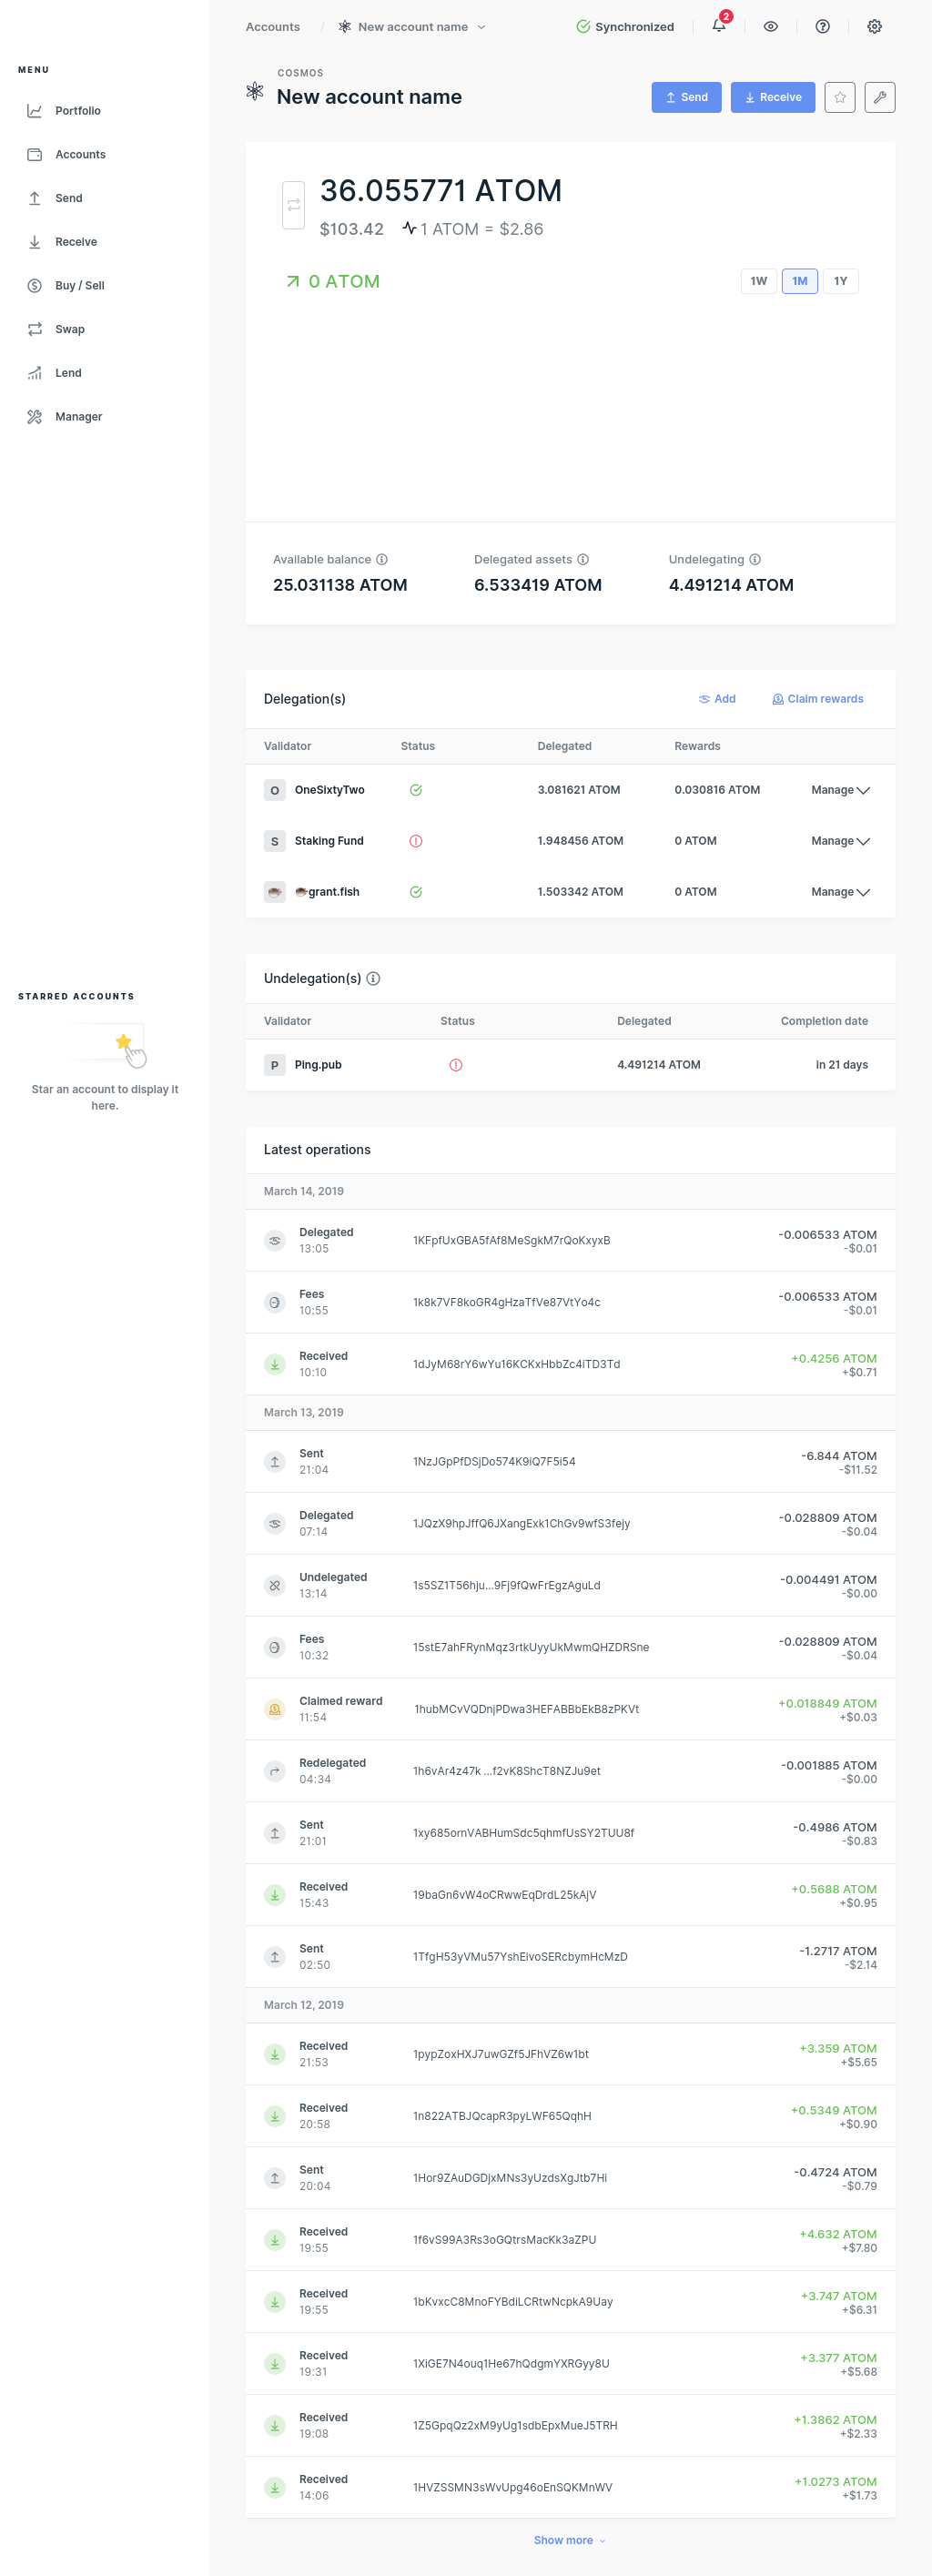 Accounts / New account name
Synchronized
2
MENU
Portfolio
Accounts
Send
Receive
Buy / Sell
Swap
Lend
Manager
STARRED ACCOUNTS
Star an account to display it
here.
COSMOS
New account name
Send
Receive
36.055771 ATOM
$103.42 1 ATOM = $2.86
0 ATOM
1W 1M 1Y
Available balance Delegated assets Undelegating
25.031138 ATOM 6.533419 ATOM 4.491214 ATOM
Delegation(s) Add Claim rewards
Validator Status Delegated Rewards
O OneSixtyTwo 3.081621 ATOM 0.030816 ATOM Manage
S Staking Fund 1.948456 ATOM 0 ATOM Manage
🐡grant.fish 1.503342 ATOM 0 ATOM Manage
Undelegation(s)
Validator Status Delegated Completion date
P Ping.pub 4.491214 ATOM in 21 days
Latest operations
March 14, 2019
Delegated
13:05
1KFpfUxGBA5fAf8MeSgkM7rQoKxyxB
-0.006533 ATOM
-$0.01
Fees
10:55
1k8k7VF8koGR4gHzaTfVe87VtYo4c
-0.006533 ATOM
-$0.01
Received
10:10
1dJyM68rY6wYu16KCKxHbbZc4iTD3Td
+0.4256 ATOM
+$0.71
March 13, 2019
Sent
21:04
1NzJGpPfDSjDo574K9iQ7F5i54
-6.844 ATOM
-$11.52
Delegated
07:14
1JQzX9hpJffQ6JXangExk1ChGv9wfS3fejy
-0.028809 ATOM
-$0.04
Undelegated
13:14
1s5SZ1T56hju...9Fj9fQwFrEgzAguLd
-0.004491 ATOM
-$0.00
Fees
10:32
15stE7ahFRynMqz3rtkUyyUkMwmQHZDRSne
-0.028809 ATOM
-$0.04
Claimed reward
11:54
1hubMCvVQDnjPDwa3HEFABBbEkB8zPKVt
+0.018849 ATOM
+$0.03
Redelegated
04:34
1h6vAr4z47k ...f2vK8ShcT8NZJu9et
-0.001885 ATOM
-$0.00
Sent
21:01
1xy685ornVABHumSdc5qhmfUsSY2TUU8f
-0.4986 ATOM
-$0.83
Received
15:43
19baGn6vW4oCRwwEqDrdL25kAjV
+0.5688 ATOM
+$0.95
Sent
02:50
1TfgH53yVMu57YshEivoSERcbymHcMzD
-1.2717 ATOM
-$2.14
March 12, 2019
Received
21:53
1pypZoxHXJ7uwGZf5JFhVZ6w1bt
+3.359 ATOM
+$5.65
Received
20:58
1n822ATBJQcapR3pyLWF65QqhH
+0.5349 ATOM
+$0.90
Sent
20:04
1Hor9ZAuDGDjxMNs3yUzdsXgJtb7Hi
-0.4724 ATOM
-$0.79
Received
19:55
1f6vS99A3Rs3oGQtrsMacKk3aZPU
+4.632 ATOM
+$7.80
Received
19:55
1bKvxcC8MnoFYBdiLCRtwNcpkA9Uay
+3.747 ATOM
+$6.31
Received
19:31
1XiGE7N4ouq1He67hQdgmYXRGyy8U
+3.377 ATOM
+$5.68
Received
19:08
1Z5GpqQz2xM9yUg1sdbEpxMueJ5TRH
+1.3862 ATOM
+$2.33
Received
14:06
1HVZSSMN3sWvUpg46oEnSQKMnWV
+1.0273 ATOM
+$1.73
Show more